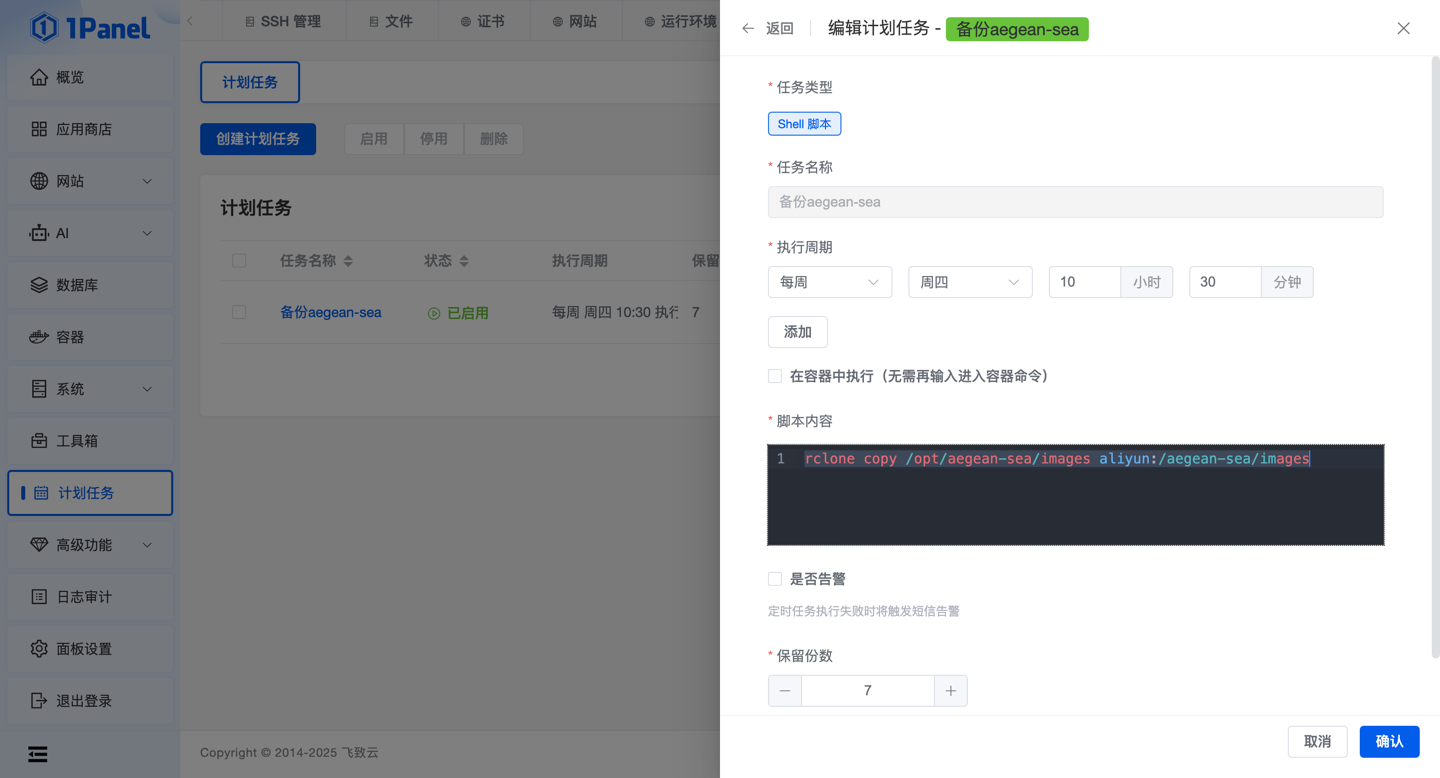 1Panel
概览
应用商店
网站
AI
数据库
容器
系统
工具箱
计划任务
高级功能
日志审计
面板设置
退出登录
SSH 管理
文件
证书
网站
运行环境
计划任务
创建计划任务
启用
停用
删除
计划任务
任务名称
状态
执行周期
保留
备份aegean-sea
已启用
每周 周四 10:30 执行
7
Copyright © 2014-2025 飞致云
返回
编辑计划任务 - 备份aegean-sea
* 任务类型
Shell 脚本
* 任务名称
备份aegean-sea
* 执行周期
每周
周四
10 小时
30 分钟
添加
在容器中执行（无需再输入进入容器命令）
* 脚本内容
1 rclone copy /opt/aegean-sea/images aliyun:/aegean-sea/images
是否告警
定时任务执行失败时将触发短信告警
* 保留份数
7
取消
确认